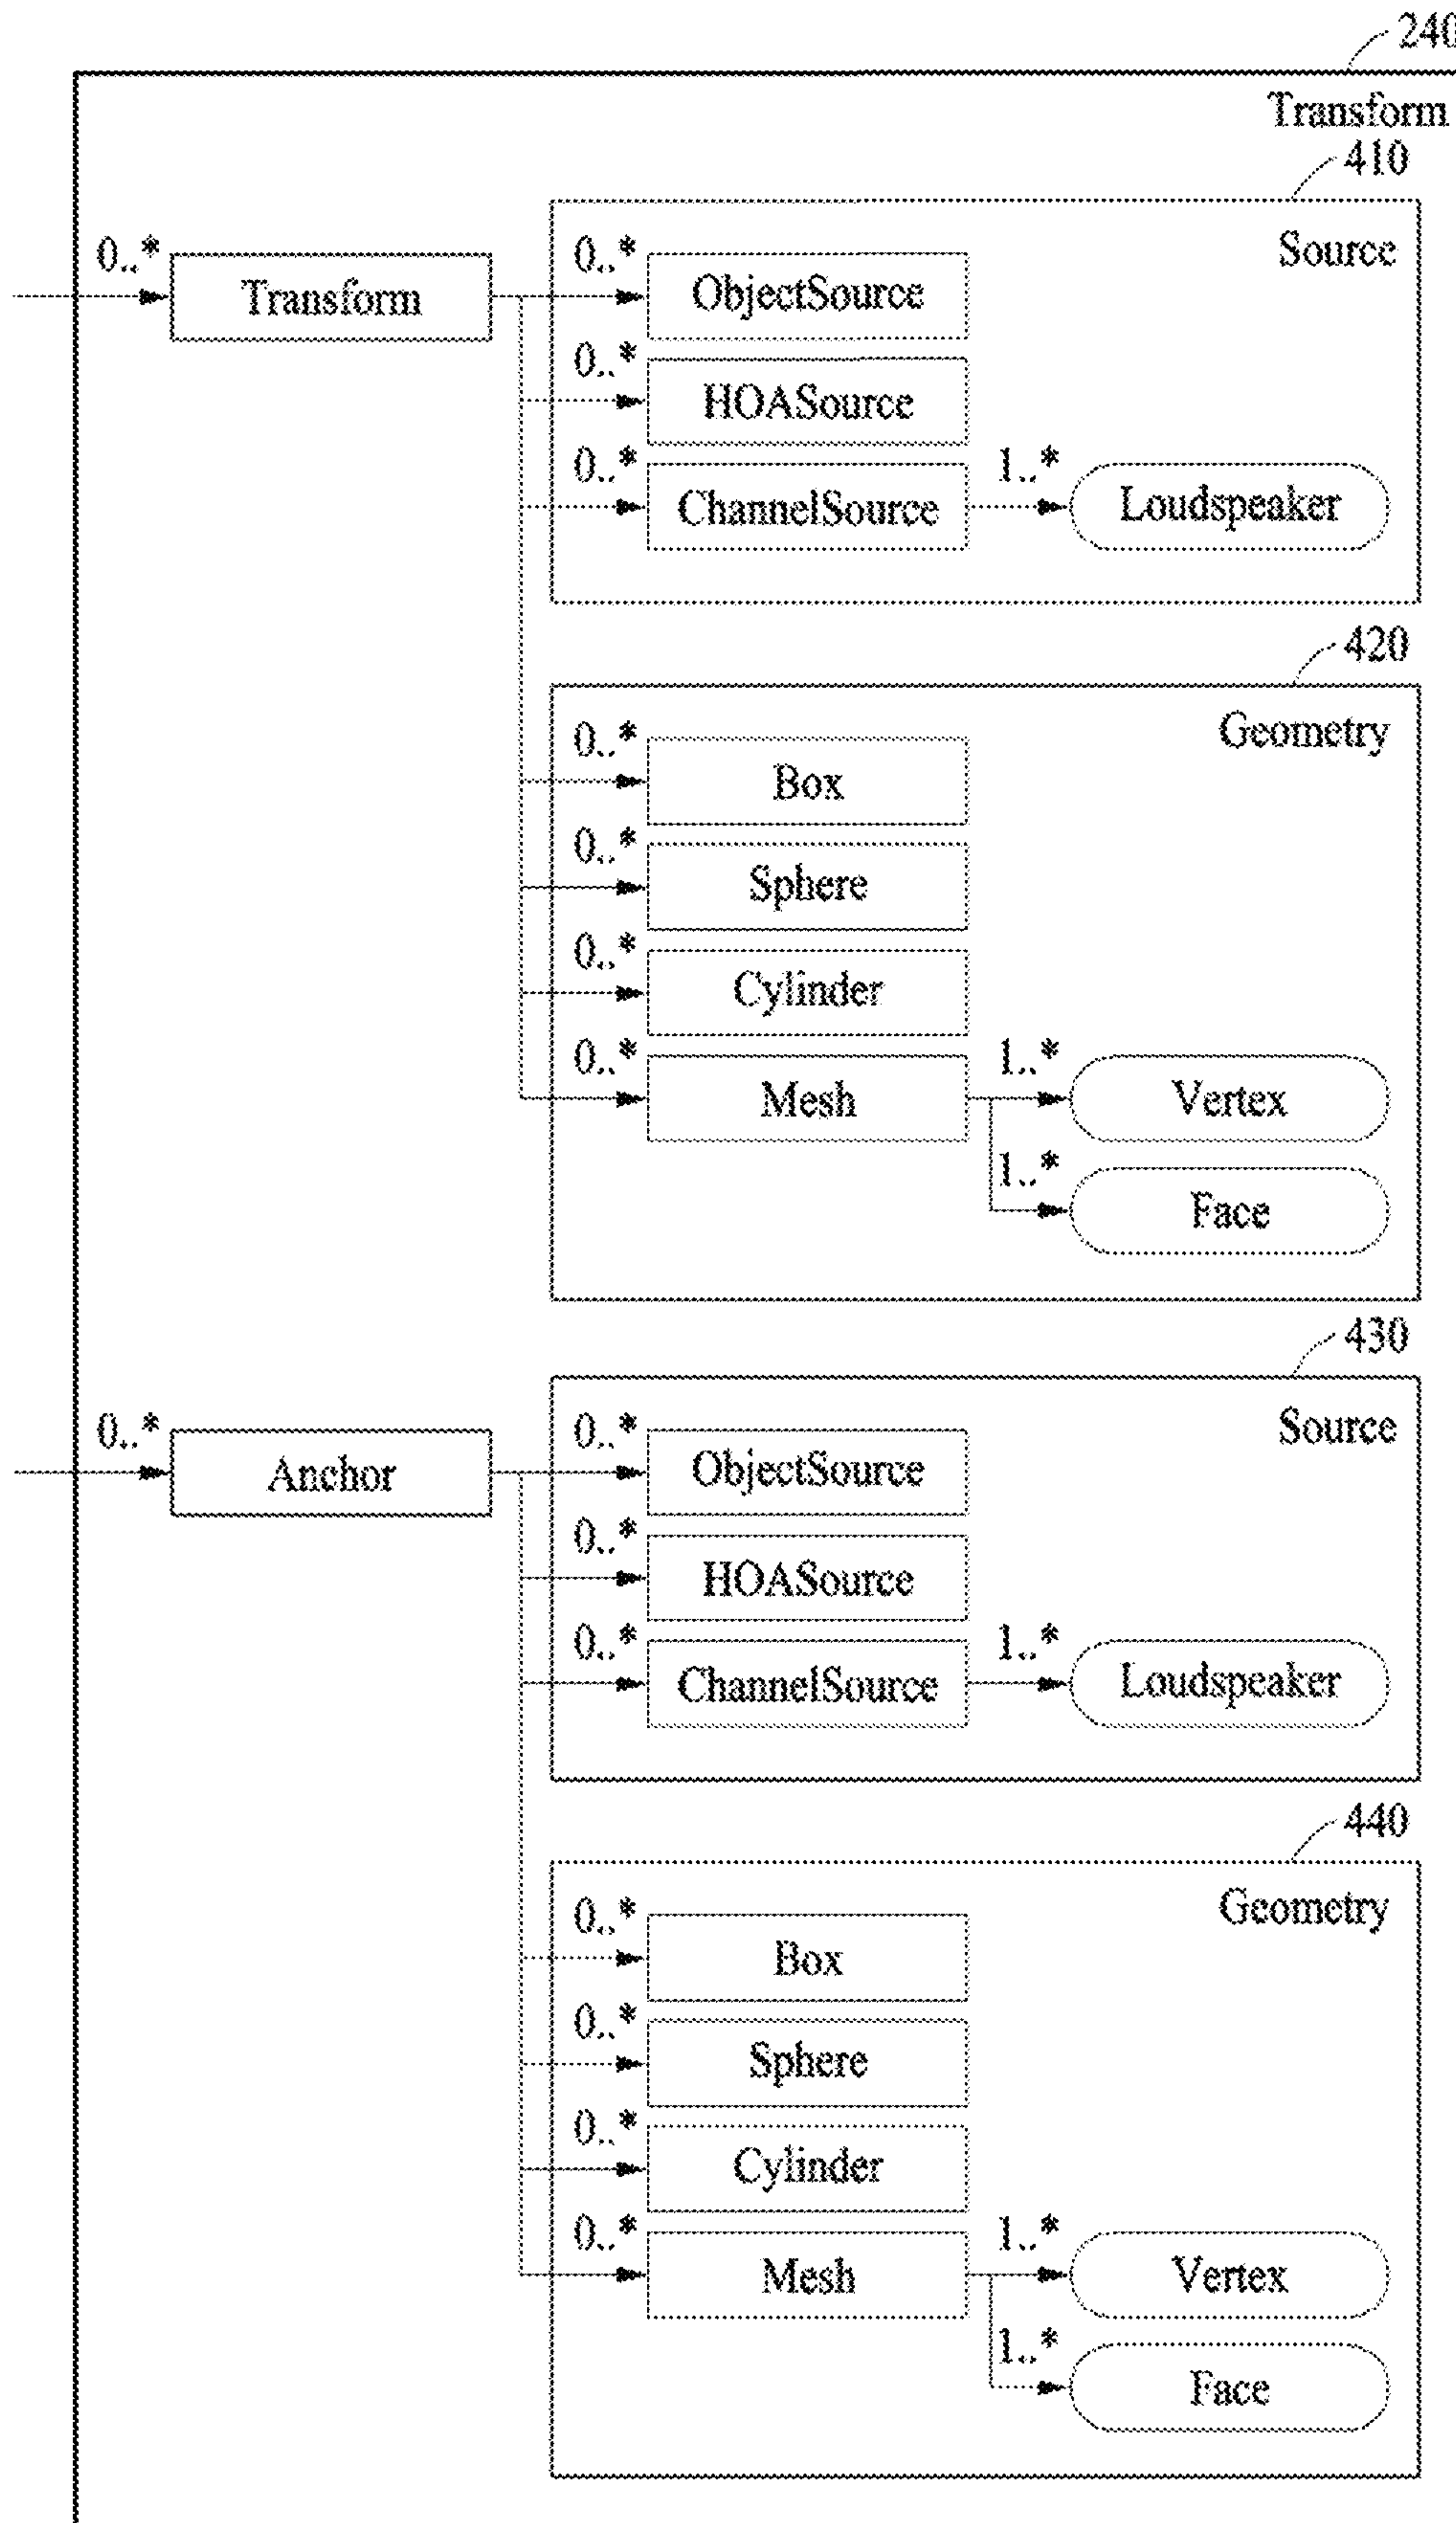 240
Transform
410
Source
0..*
Transform
0..*
ObjectSource
0..*
HOASource
0..*
ChannelSource
1..*
Loudspeaker
420
Geometry
0..*
Box
0..*
Sphere
0..*
Cylinder
0..*
Mesh
1..*
Vertex
1..*
Face
430
Source
0..*
Anchor
0..*
ObjectSource
0..*
HOASource
0..*
ChannelSource
1..*
Loudspeaker
440
Geometry
0..*
Box
0..*
Sphere
0..*
Cylinder
0..*
Mesh
1..*
Vertex
1..*
Face